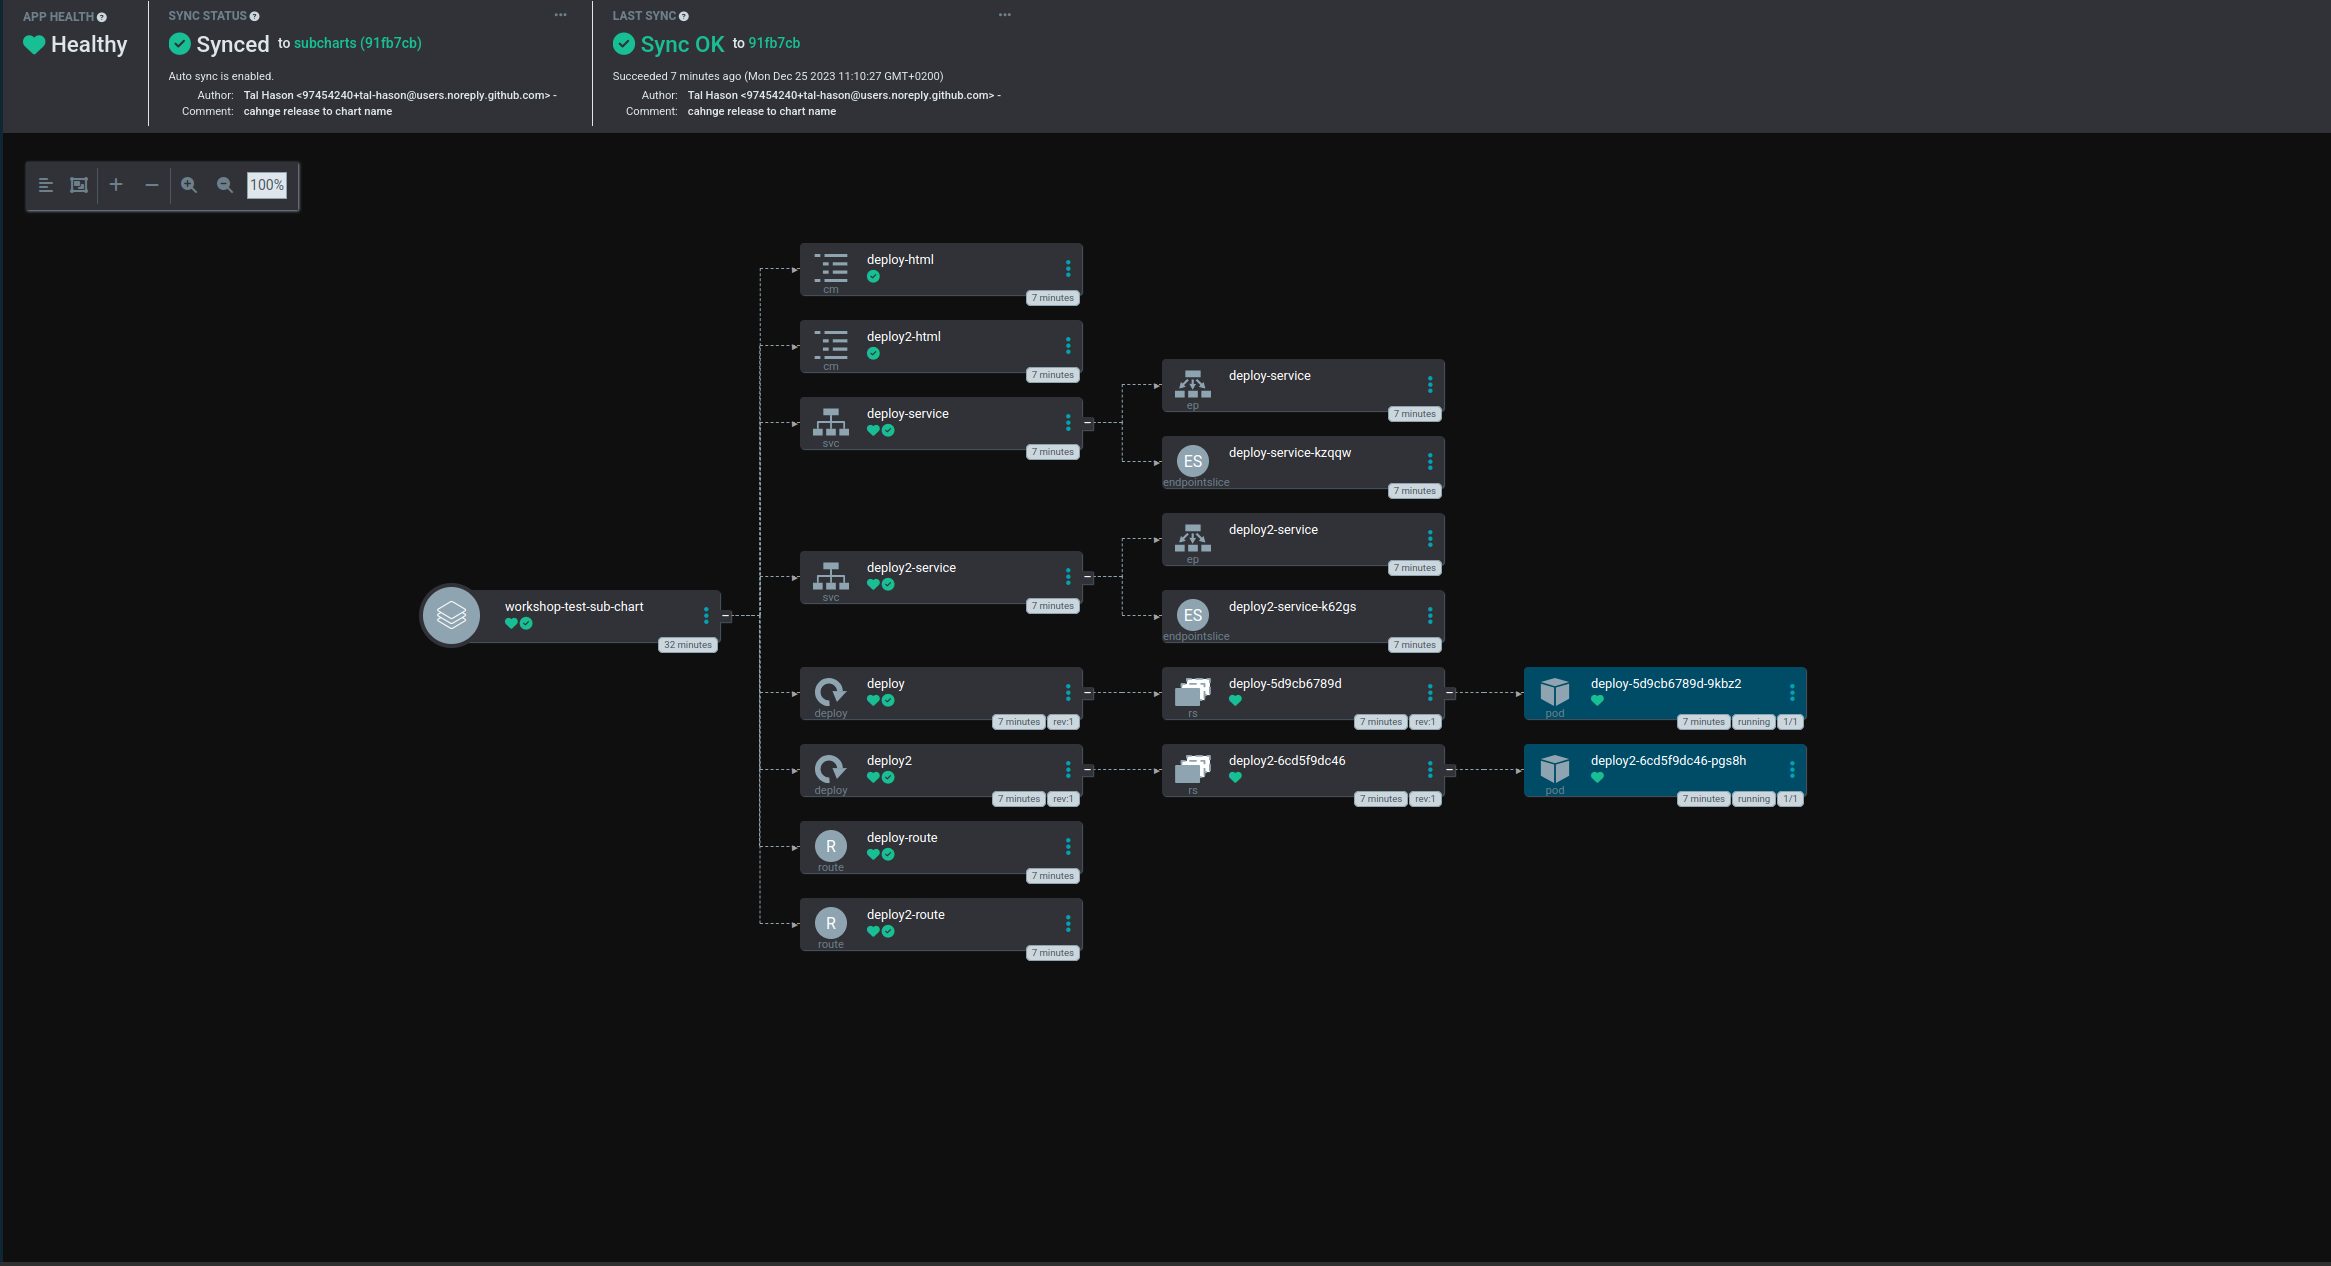 APP HEALTH
Healthy
SYNC STATUS
Synced to subcharts (91fb7cb)
Auto sync is enabled.
Author: Tal Hason <97454240+tal-hason@users.noreply.github.com> -
Comment: cahnge release to chart name
LAST SYNC
Sync OK to 91fb7cb
Succeeded 7 minutes ago (Mon Dec 25 2023 11:10:27 GMT+0200)
Author: Tal Hason <97454240+tal-hason@users.noreply.github.com> -
Comment: cahnge release to chart name
100%
workshop-test-sub-chart
32 minutes
deploy-html
cm
7 minutes
deploy2-html
cm
7 minutes
deploy-service
svc
7 minutes
deploy-service
ep
7 minutes
ES
deploy-service-kzqqw
endpointslice
7 minutes
deploy2-service
svc
7 minutes
deploy2-service
ep
7 minutes
ES
deploy2-service-k62gs
endpointslice
7 minutes
deploy
deploy
7 minutes rev:1
deploy-5d9cb6789d
rs
7 minutes rev:1
deploy-5d9cb6789d-9kbz2
pod
7 minutes running 1/1
deploy2
deploy
7 minutes rev:1
deploy2-6cd5f9dc46
rs
7 minutes rev:1
deploy2-6cd5f9dc46-pgs8h
pod
7 minutes running 1/1
R
deploy-route
route
7 minutes
R
deploy2-route
route
7 minutes